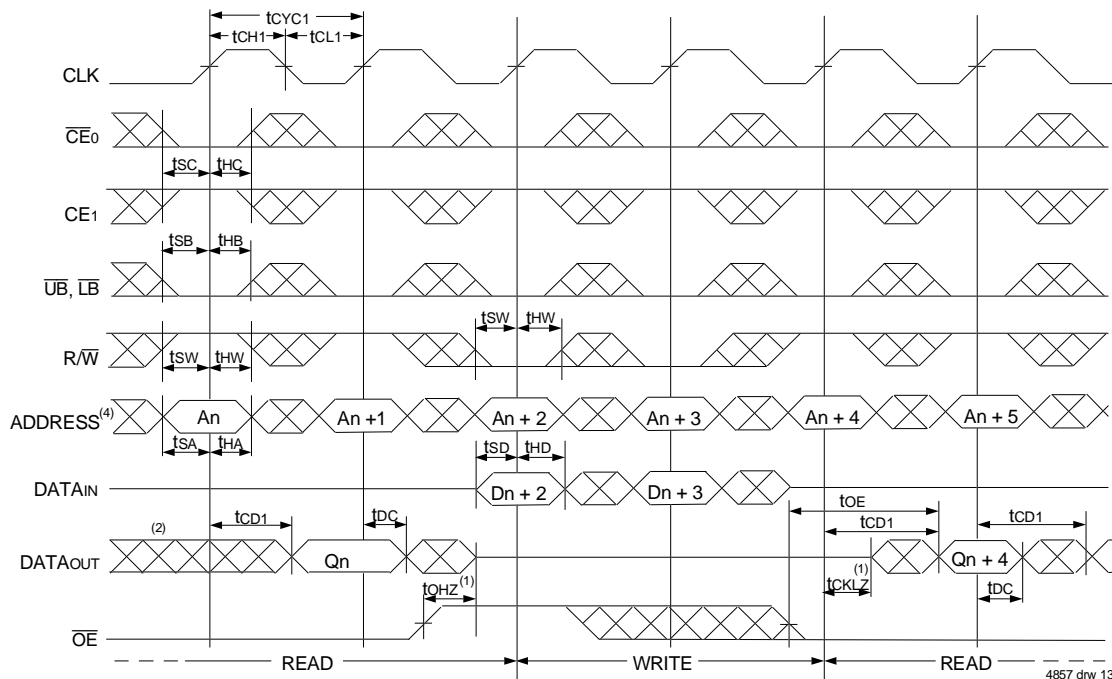 tCYC1
tCH1 tCL1
CLK
CE0
tSC tHC
CE1
tSB tHB
UB, LB
tSW tHW
R/W
tSW tHW
ADDRESS(4) An An +1 An + 2 An + 3 An + 4 An + 5
tSA tHA
tSD tHD
DATAIN Dn + 2 Dn + 3
tOE
(2) tCD1 tDC tCD1 tCD1
DATAOUT Qn Qn + 4
tOHZ(1) tCKLZ(1) tDC
OE
READ WRITE READ
4857 drw 13